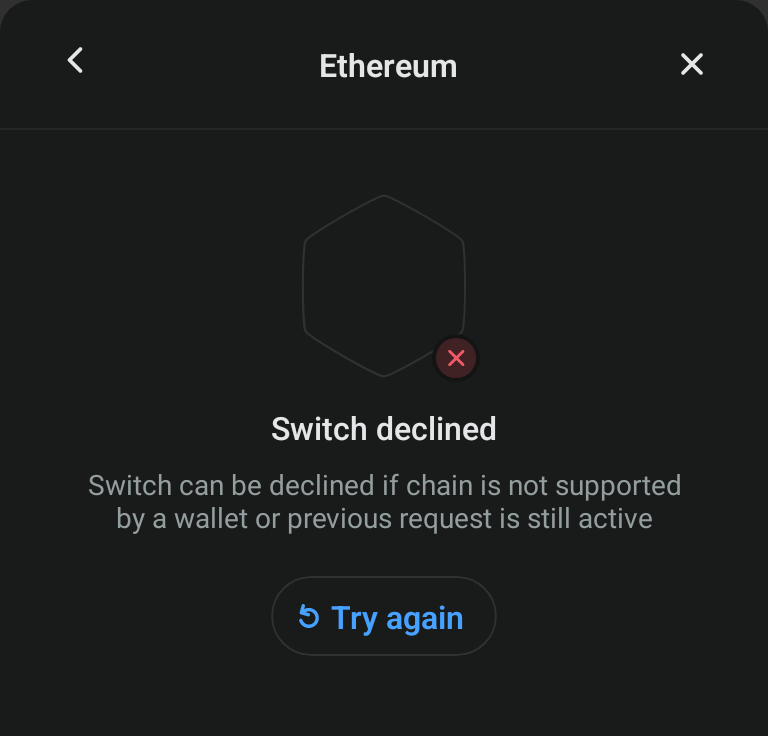 Ethereum
Switch declined
Switch can be declined if chain is not supported
by a wallet or previous request is still active
Try again